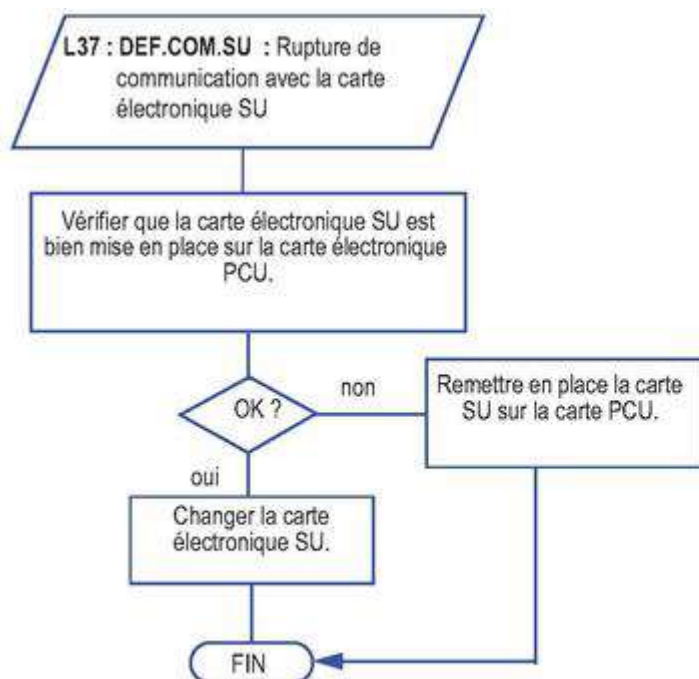 L37 : DEF.COM.SU : Rupture de
communication avec la carte
électronique SU
Vérifier que la carte électronique SU est
bien mise en place sur la carte électronique
PCU.
OK ?
non
Remettre en place la carte
SU sur la carte PCU.
oui
Changer la carte
électronique SU.
FIN